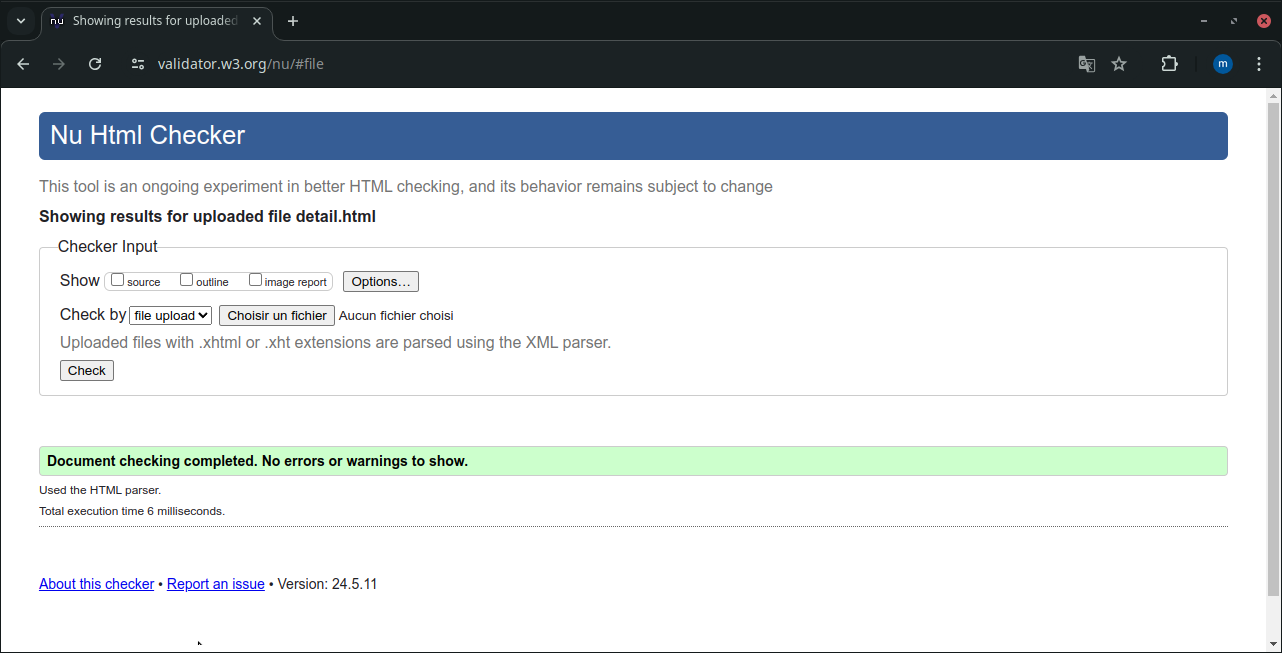 nu Showing results for uploaded
validator.w3.org/nu/#file
m
Nu Html Checker
This tool is an ongoing experiment in better HTML checking, and its behavior remains subject to change
Showing results for uploaded file detail.html
Checker Input
Show source outline image report Options...
Check by file upload Choisir un fichier Aucun fichier choisi
Uploaded files with .xhtml or .xht extensions are parsed using the XML parser.
Check
Document checking completed. No errors or warnings to show.
Used the HTML parser.
Total execution time 6 milliseconds.
About this checker • Report an issue • Version: 24.5.11